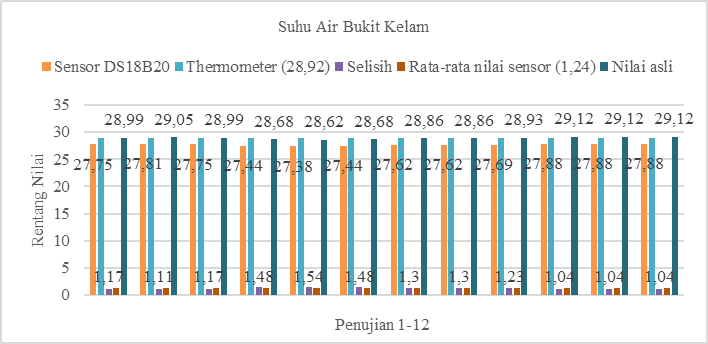 Suhu Air Bukit Kelam
Sensor DS18B20 Thermometer (28,92) Selisih Rata-rata nilai sensor (1,24) Nilai asli
Rentang Nilai
35
30
25
20
15
10
5
0
28,99 29,05 28,99 28,68 28,62 28,68 28,86 28,86 28,93 29,12 29,12 29,12
27,75 27,81 27,75 27,44 27,38 27,44 27,62 27,62 27,69 27,88 27,88 27,88
1,17 1,11 1,17 1,48 1,54 1,48 1,3 1,3 1,23 1,04 1,04 1,04
Penujian 1-12